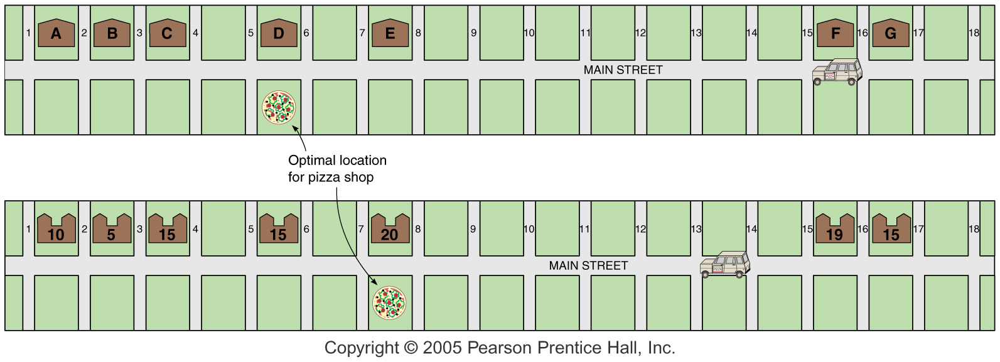 1 A 2 B 3 C 4 5 D 6 7 E 8 9 10 11 12 13 14 15 F 16 G 17 18
MAIN STREET
PIZZA
Optimal location
for pizza shop
1 10 2 5 3 15 4 5 15 6 7 20 8 9 10 11 12 13 14 15 19 16 15 17 18
MAIN STREET
PIZZA
Copyright © 2005 Pearson Prentice Hall, Inc.